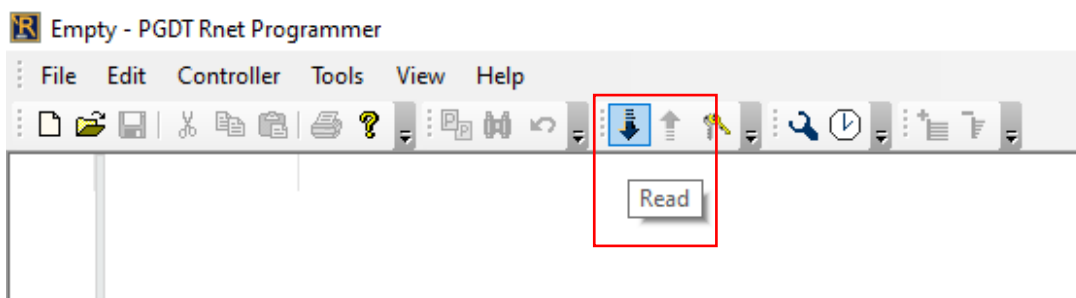 Empty - PGDT Rnet Programmer
File Edit Controller Tools View Help
Read